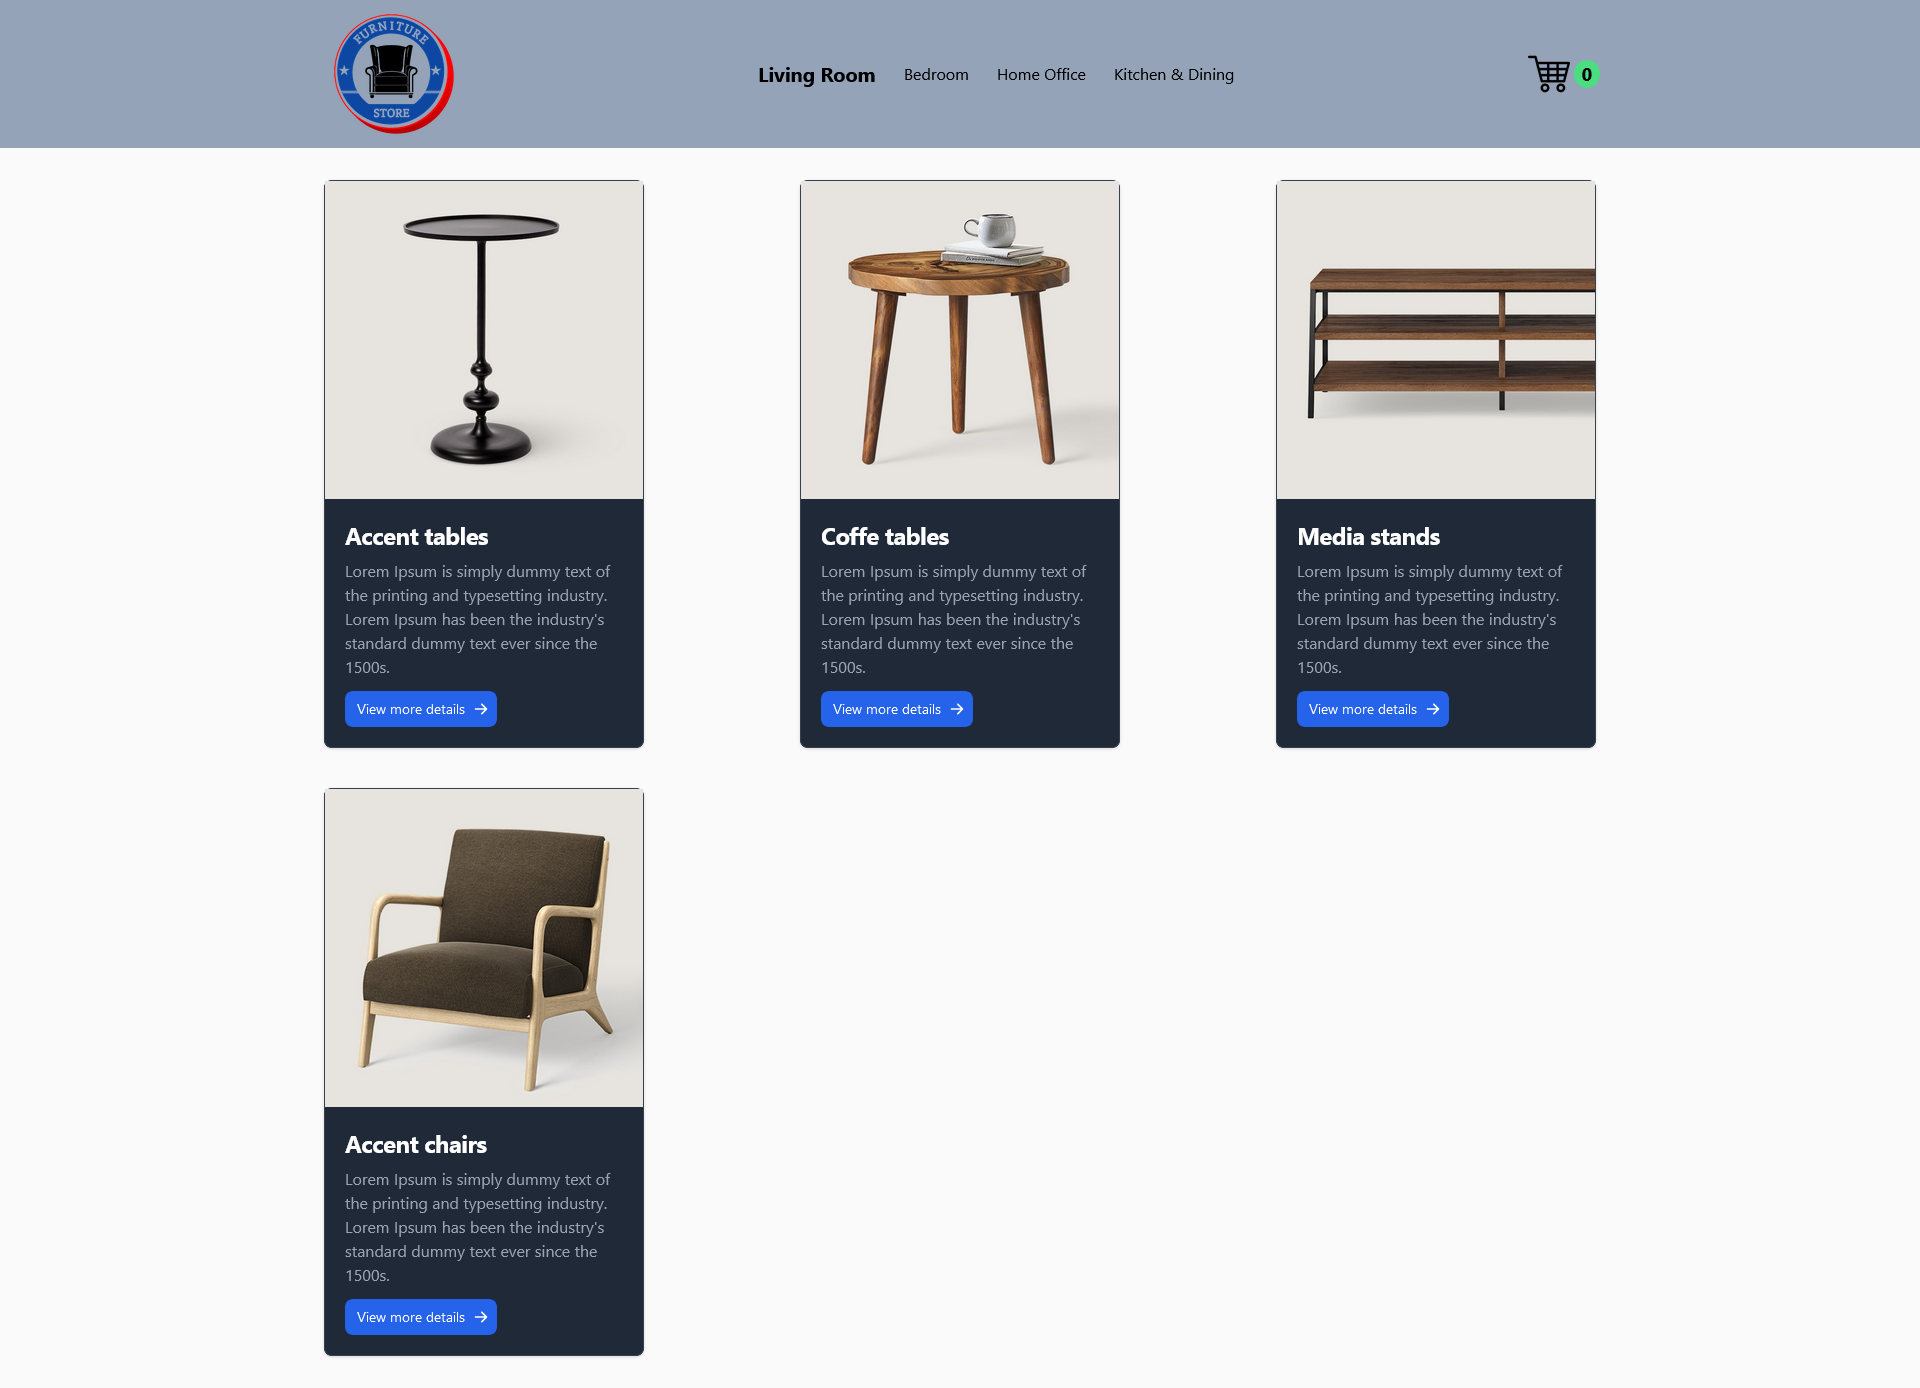 FURNITURE
STORE
Living Room Bedroom Home Office Kitchen & Dining
0
Accent tables
Lorem Ipsum is simply dummy text of
the printing and typesetting industry.
Lorem Ipsum has been the industry's
standard dummy text ever since the
1500s.
View more details
Coffe tables
Lorem Ipsum is simply dummy text of
the printing and typesetting industry.
Lorem Ipsum has been the industry's
standard dummy text ever since the
1500s.
View more details
Media stands
Lorem Ipsum is simply dummy text of
the printing and typesetting industry.
Lorem Ipsum has been the industry's
standard dummy text ever since the
1500s.
View more details
Accent chairs
Lorem Ipsum is simply dummy text of
the printing and typesetting industry.
Lorem Ipsum has been the industry's
standard dummy text ever since the
1500s.
View more details